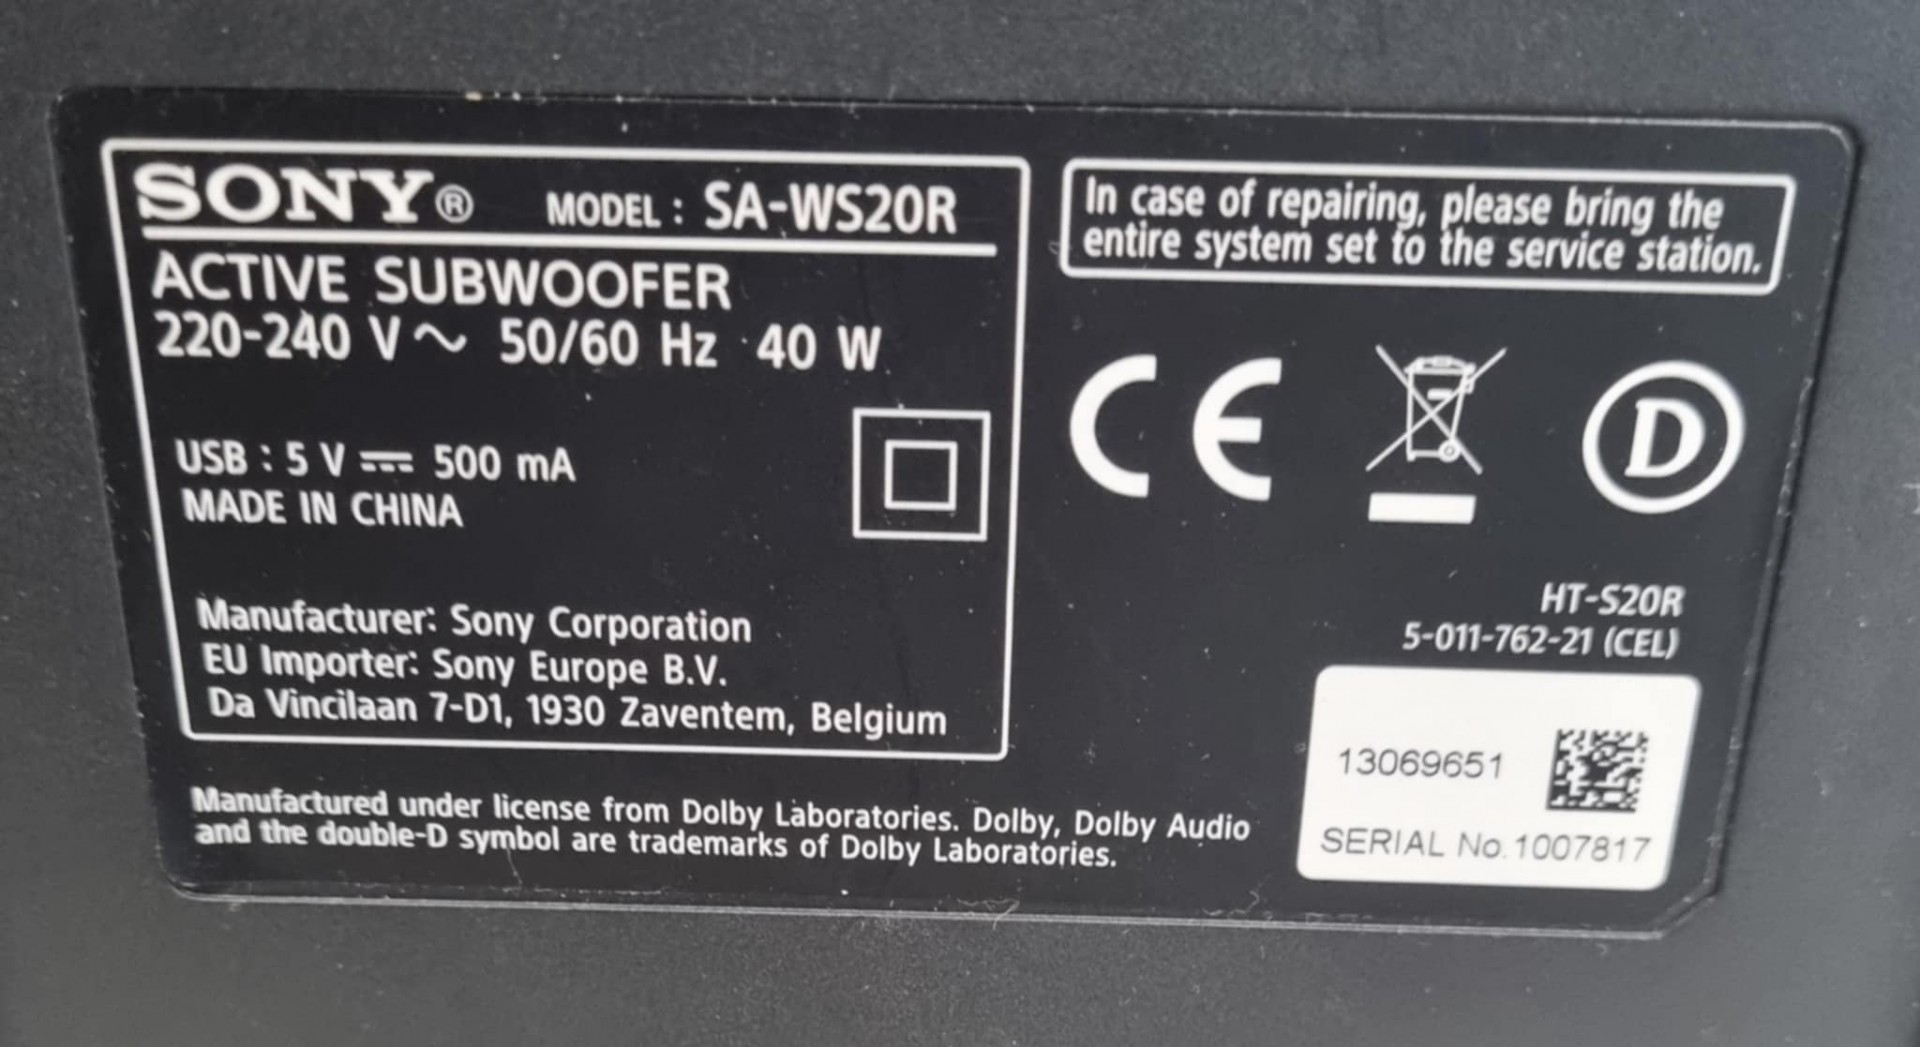 SONY® MODEL : SA-WS20R
ACTIVE SUBWOOFER
220-240 V ~ 50/60 Hz 40 W
USB : 5 V ⎓ 500 mA
MADE IN CHINA
Manufacturer: Sony Corporation
EU Importer: Sony Europe B.V.
Da Vincilaan 7-D1, 1930 Zaventem, Belgium
Manufactured under license from Dolby Laboratories. Dolby, Dolby Audio
and the double-D symbol are trademarks of Dolby Laboratories.
In case of repairing, please bring the
entire system set to the service station.
CE D
HT-S20R
5-011-762-21 (CEL)
13069651
SERIAL No. 1007817